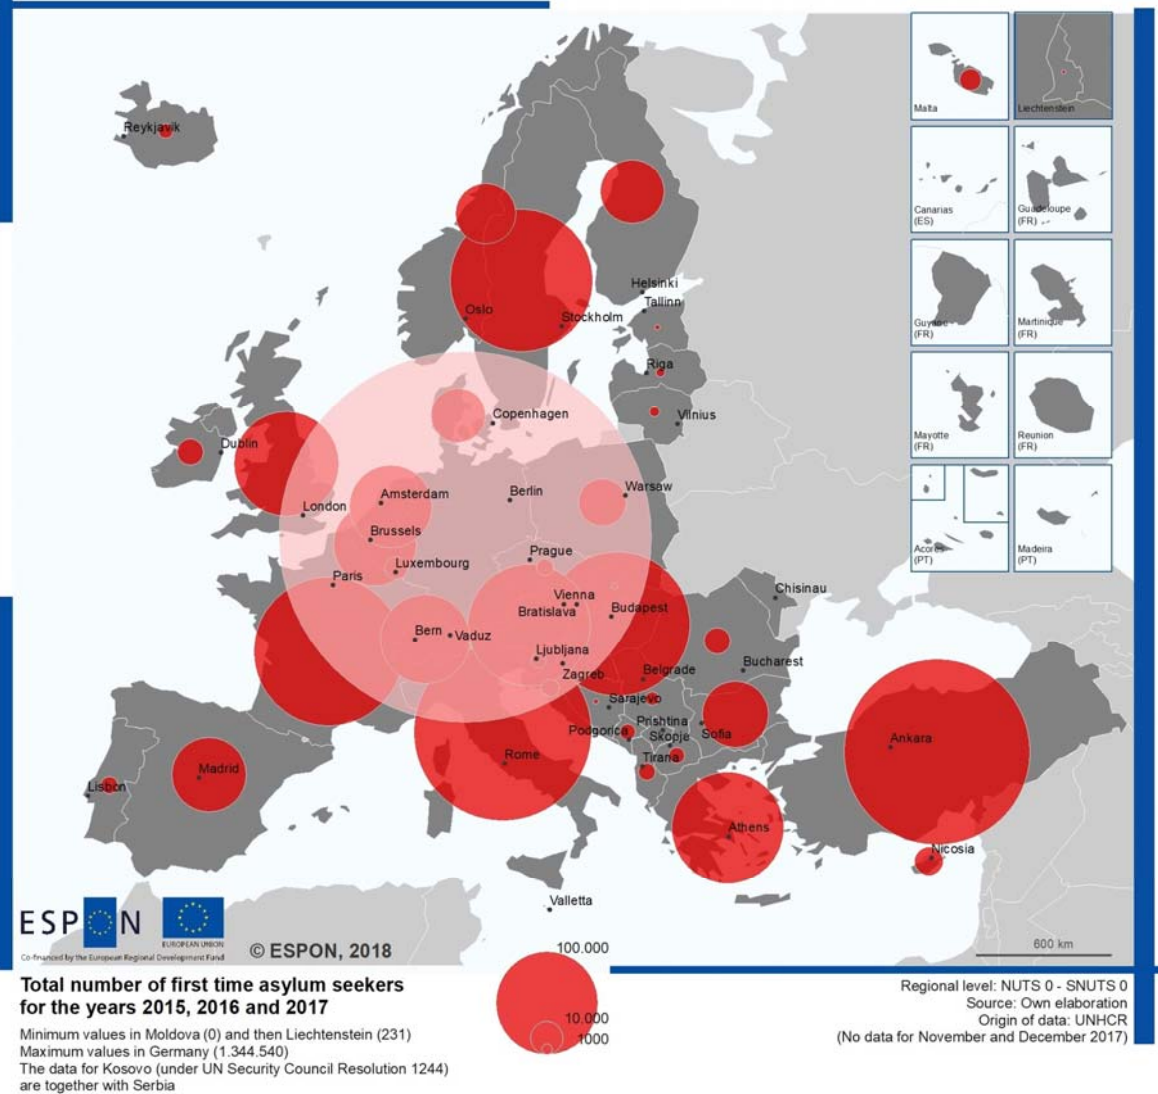 Malta
Liechtenstein
Reykjavik
Canarias
(ES)
Guadeloupe
(FR)
Guyane
(FR)
Martinique
(FR)
Helsinki
Tallinn
Oslo
Stockholm
Riga
Mayotte
(FR)
Reunion
(FR)
Copenhagen
Vilnius
Dublin
Amsterdam
Berlin
Warsaw
London
Brussels
Prague
Acores
(PT)
Madeira
(PT)
Luxembourg
Paris
Chisinau
Vienna
Bratislava
Budapest
Bern
Vaduz
Ljubljana
Zagreb
Belgrade
Bucharest
Sarajevo
Podgorica
Prishtina
Skopje
Sofia
Ankara
Rome
Tirana
Madrid
Lisbon
Athens
Nicosia
Valletta
ESPON
EUROPEAN UNION
Co-financed by the European Regional Development Fund
© ESPON, 2018
600 km
100.000
10.000
1000
Total number of first time asylum seekers
for the years 2015, 2016 and 2017
Minimum values in Moldova (0) and then Liechtenstein (231)
Maximum values in Germany (1.344.540)
The data for Kosovo (under UN Security Council Resolution 1244)
are together with Serbia
Regional level: NUTS 0 - SNUTS 0
Source: Own elaboration
Origin of data: UNHCR
(No data for November and December 2017)